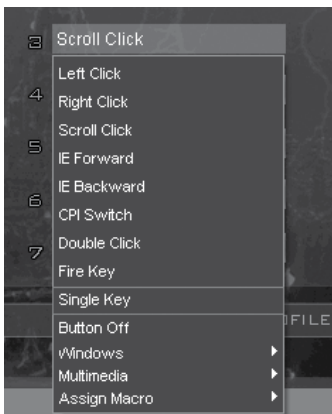 3 Scroll Click
Left Click
4 Right Click
Scroll Click
5 IE Forward
IE Backward
6 CPI Switch
7 Double Click
Fire Key
Single Key
Button Off
Windows
Multimedia
Assign Macro